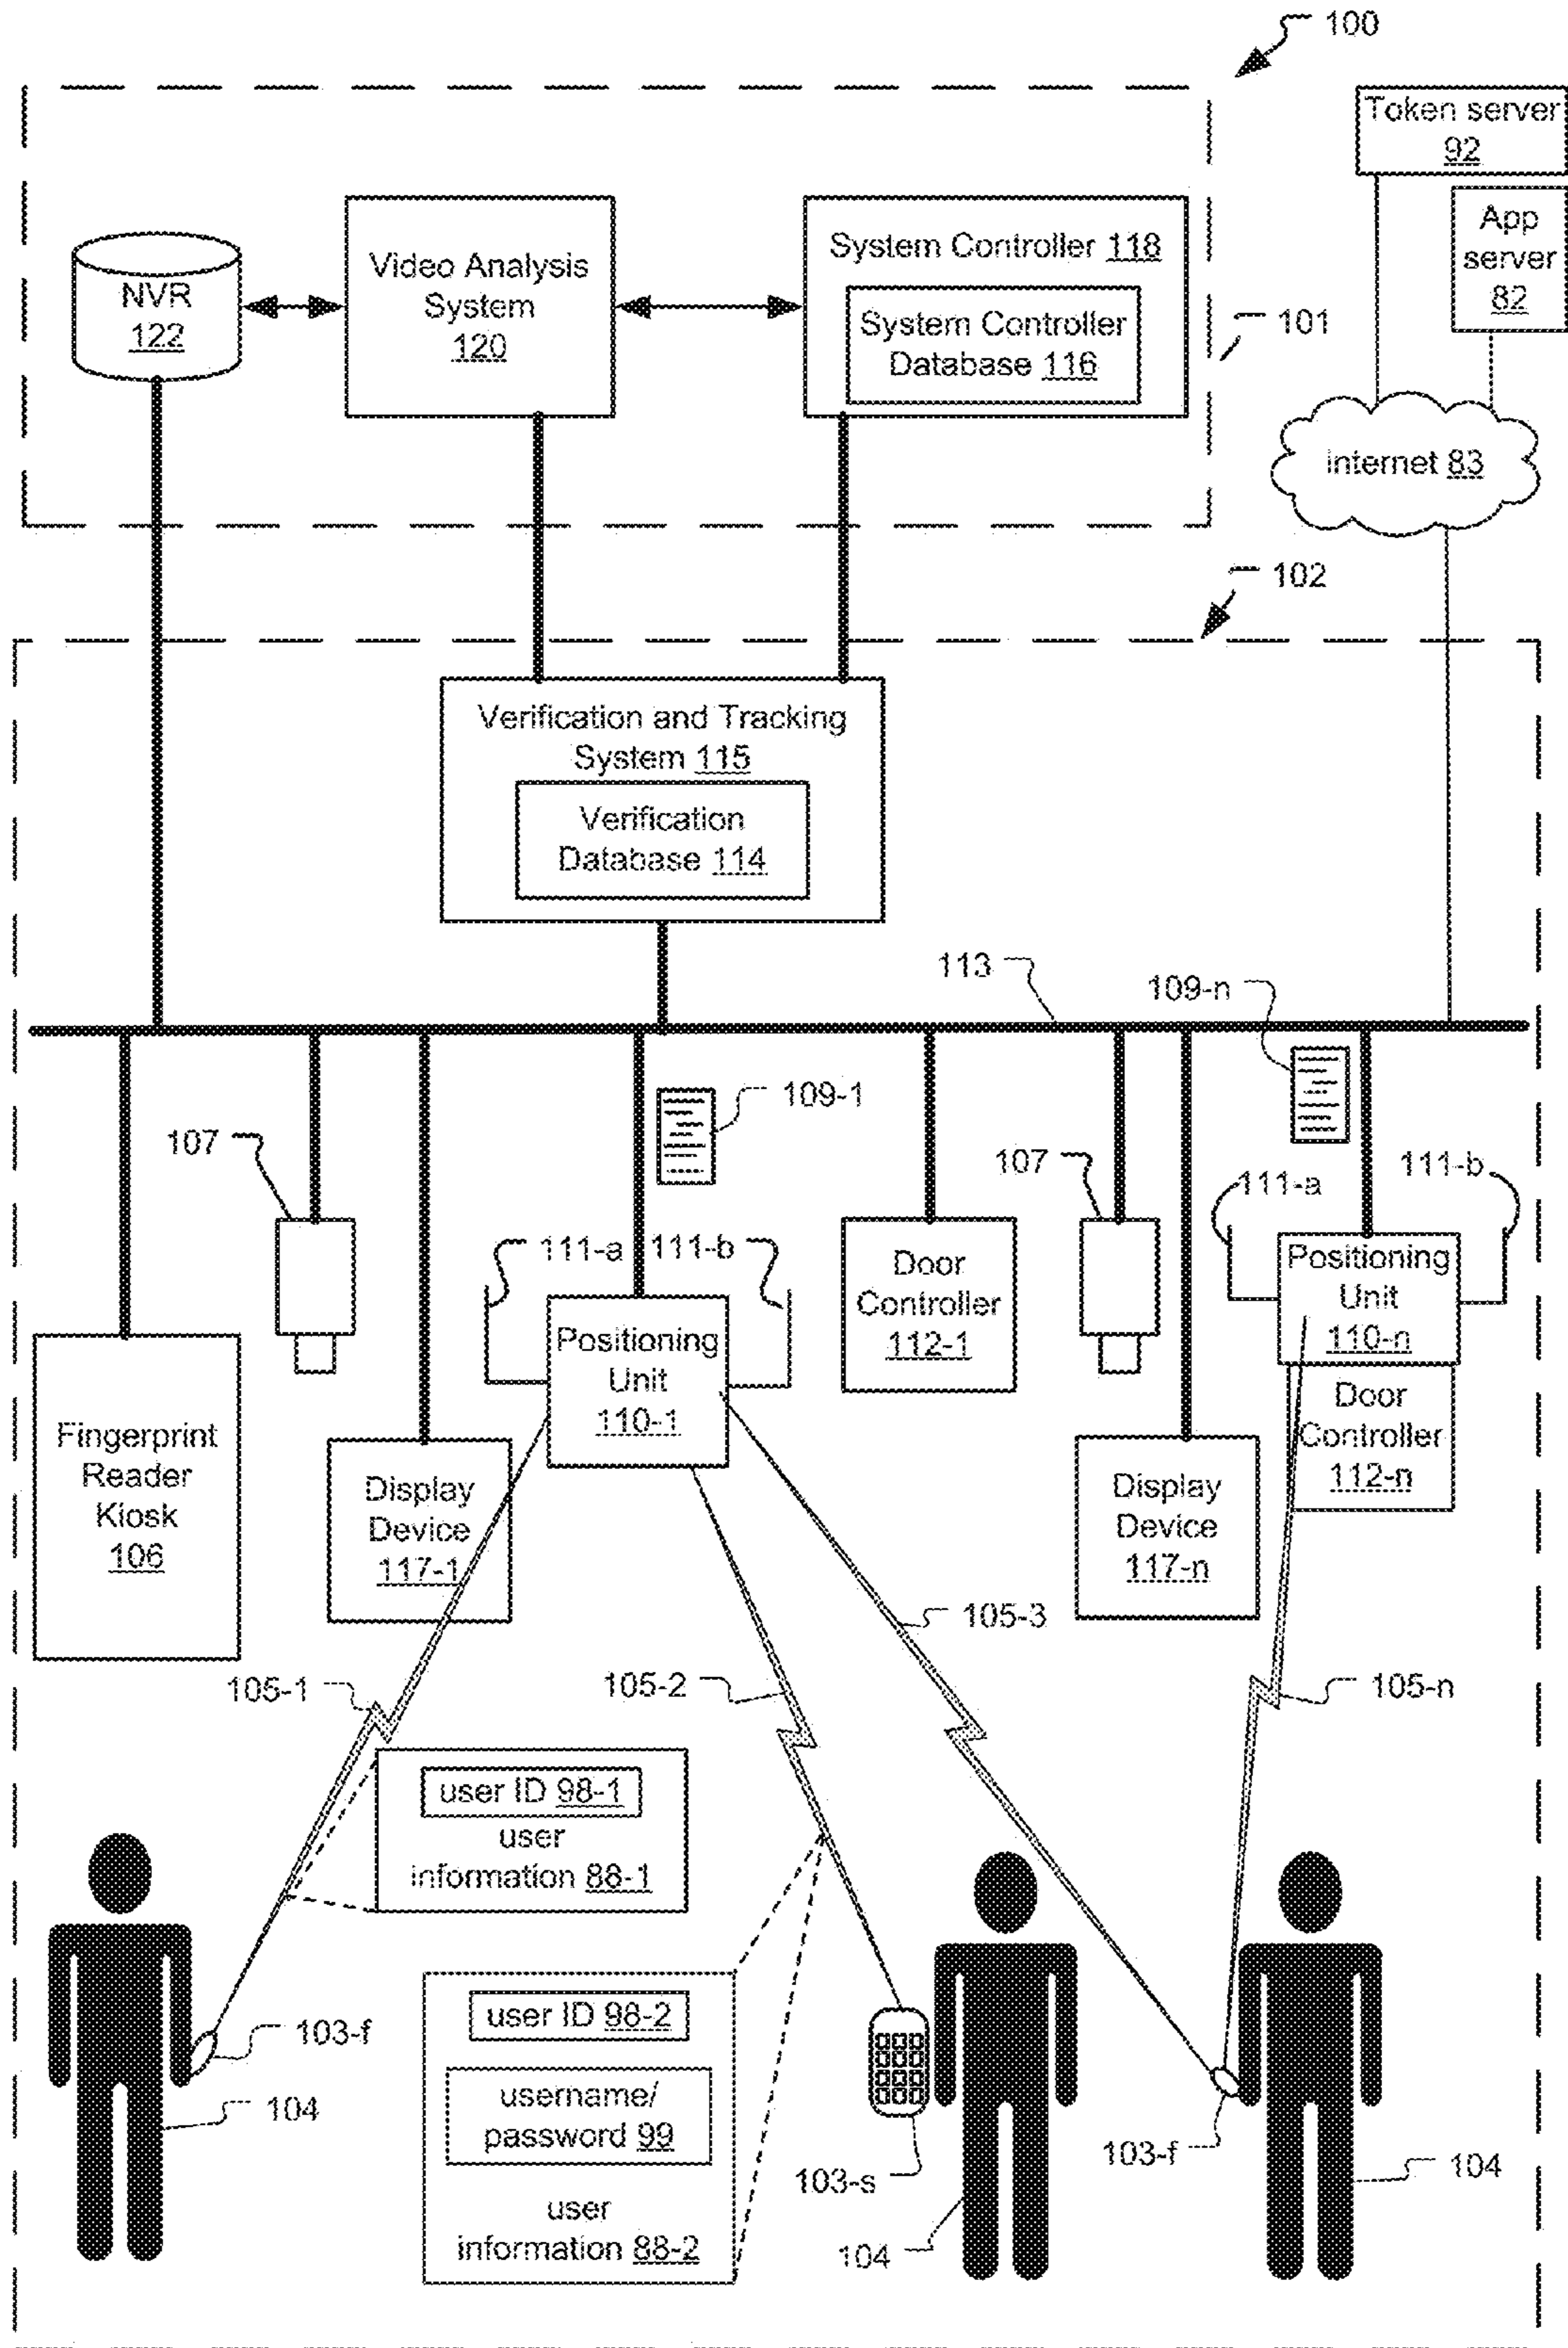 100
Token server
92
App
server
82
Video Analysis
System
120
System Controller 118
System Controller
Database 116
NVR
122
101
Internet 83
102
Verification and Tracking
System 115
Verification
Database 114
113
109-n
109-1
107
107
111-a
111-b
111-a
111-b
Door
Controller
112-1
Positioning
Unit
110-n
Positioning
Unit
110-1
Door
Controller
112-n
Fingerprint
Reader
Kiosk
106
Display
Device
117-1
Display
Device
117-n
105-3
105-1
105-2
105-n
user ID 98-1
user
information 88-1
user ID 98-2
103-f
username/
password 99
104
103-s
103-f
104
user
information 88-2
104